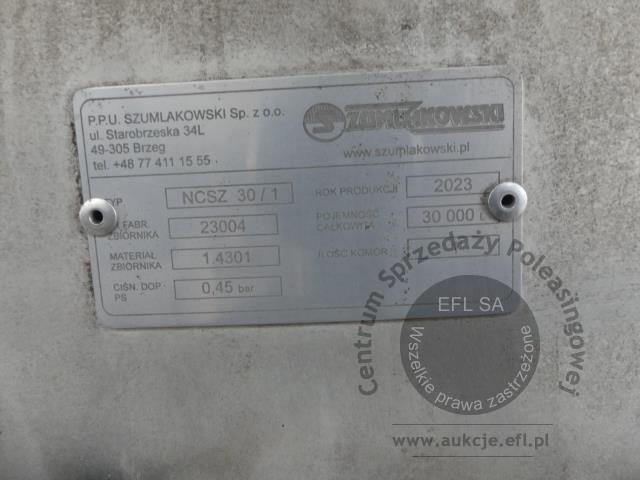 P.P.U. SZUMLAKOWSKI Sp. z o.o.
ul. Starobrzeska 34L
49-305 Brzeg
tel. +48 77 411 15 55
SZUMLAKOWSKI
www.szumlakowski.pl
NCSZ 30 / 1
ROK PRODUKCJI 2023
FABR. ZBIORNIKA 23004
POJEMNOŚĆ CAŁKOWITA 30 000
MATERIAŁ ZBIORNIKA 1.4301
ILOŚĆ KOMÓR
CIŚN. DOP. PS 0,45 bar
Centrum Sprzedaży Poleasingowej
EFL SA
Wszelkie prawa zastrzeżone
www.aukcje.efl.pl